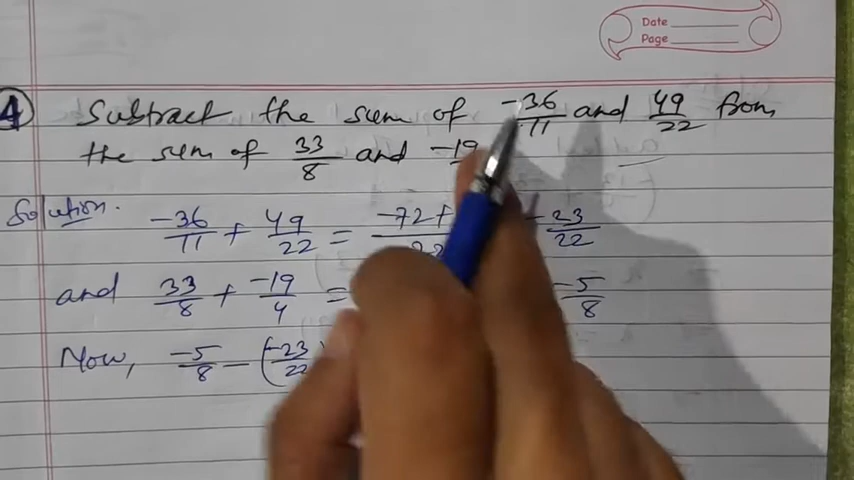 Date
Page
4 Subtract the sum of -36/11 and 49/22 from
the sum of 33/8 and -19
Solution.
-36/11 + 49/22 = -72+ -23/22
and 33/8 + -19/4 = -5/8
Now, -5/8 - (-23/22